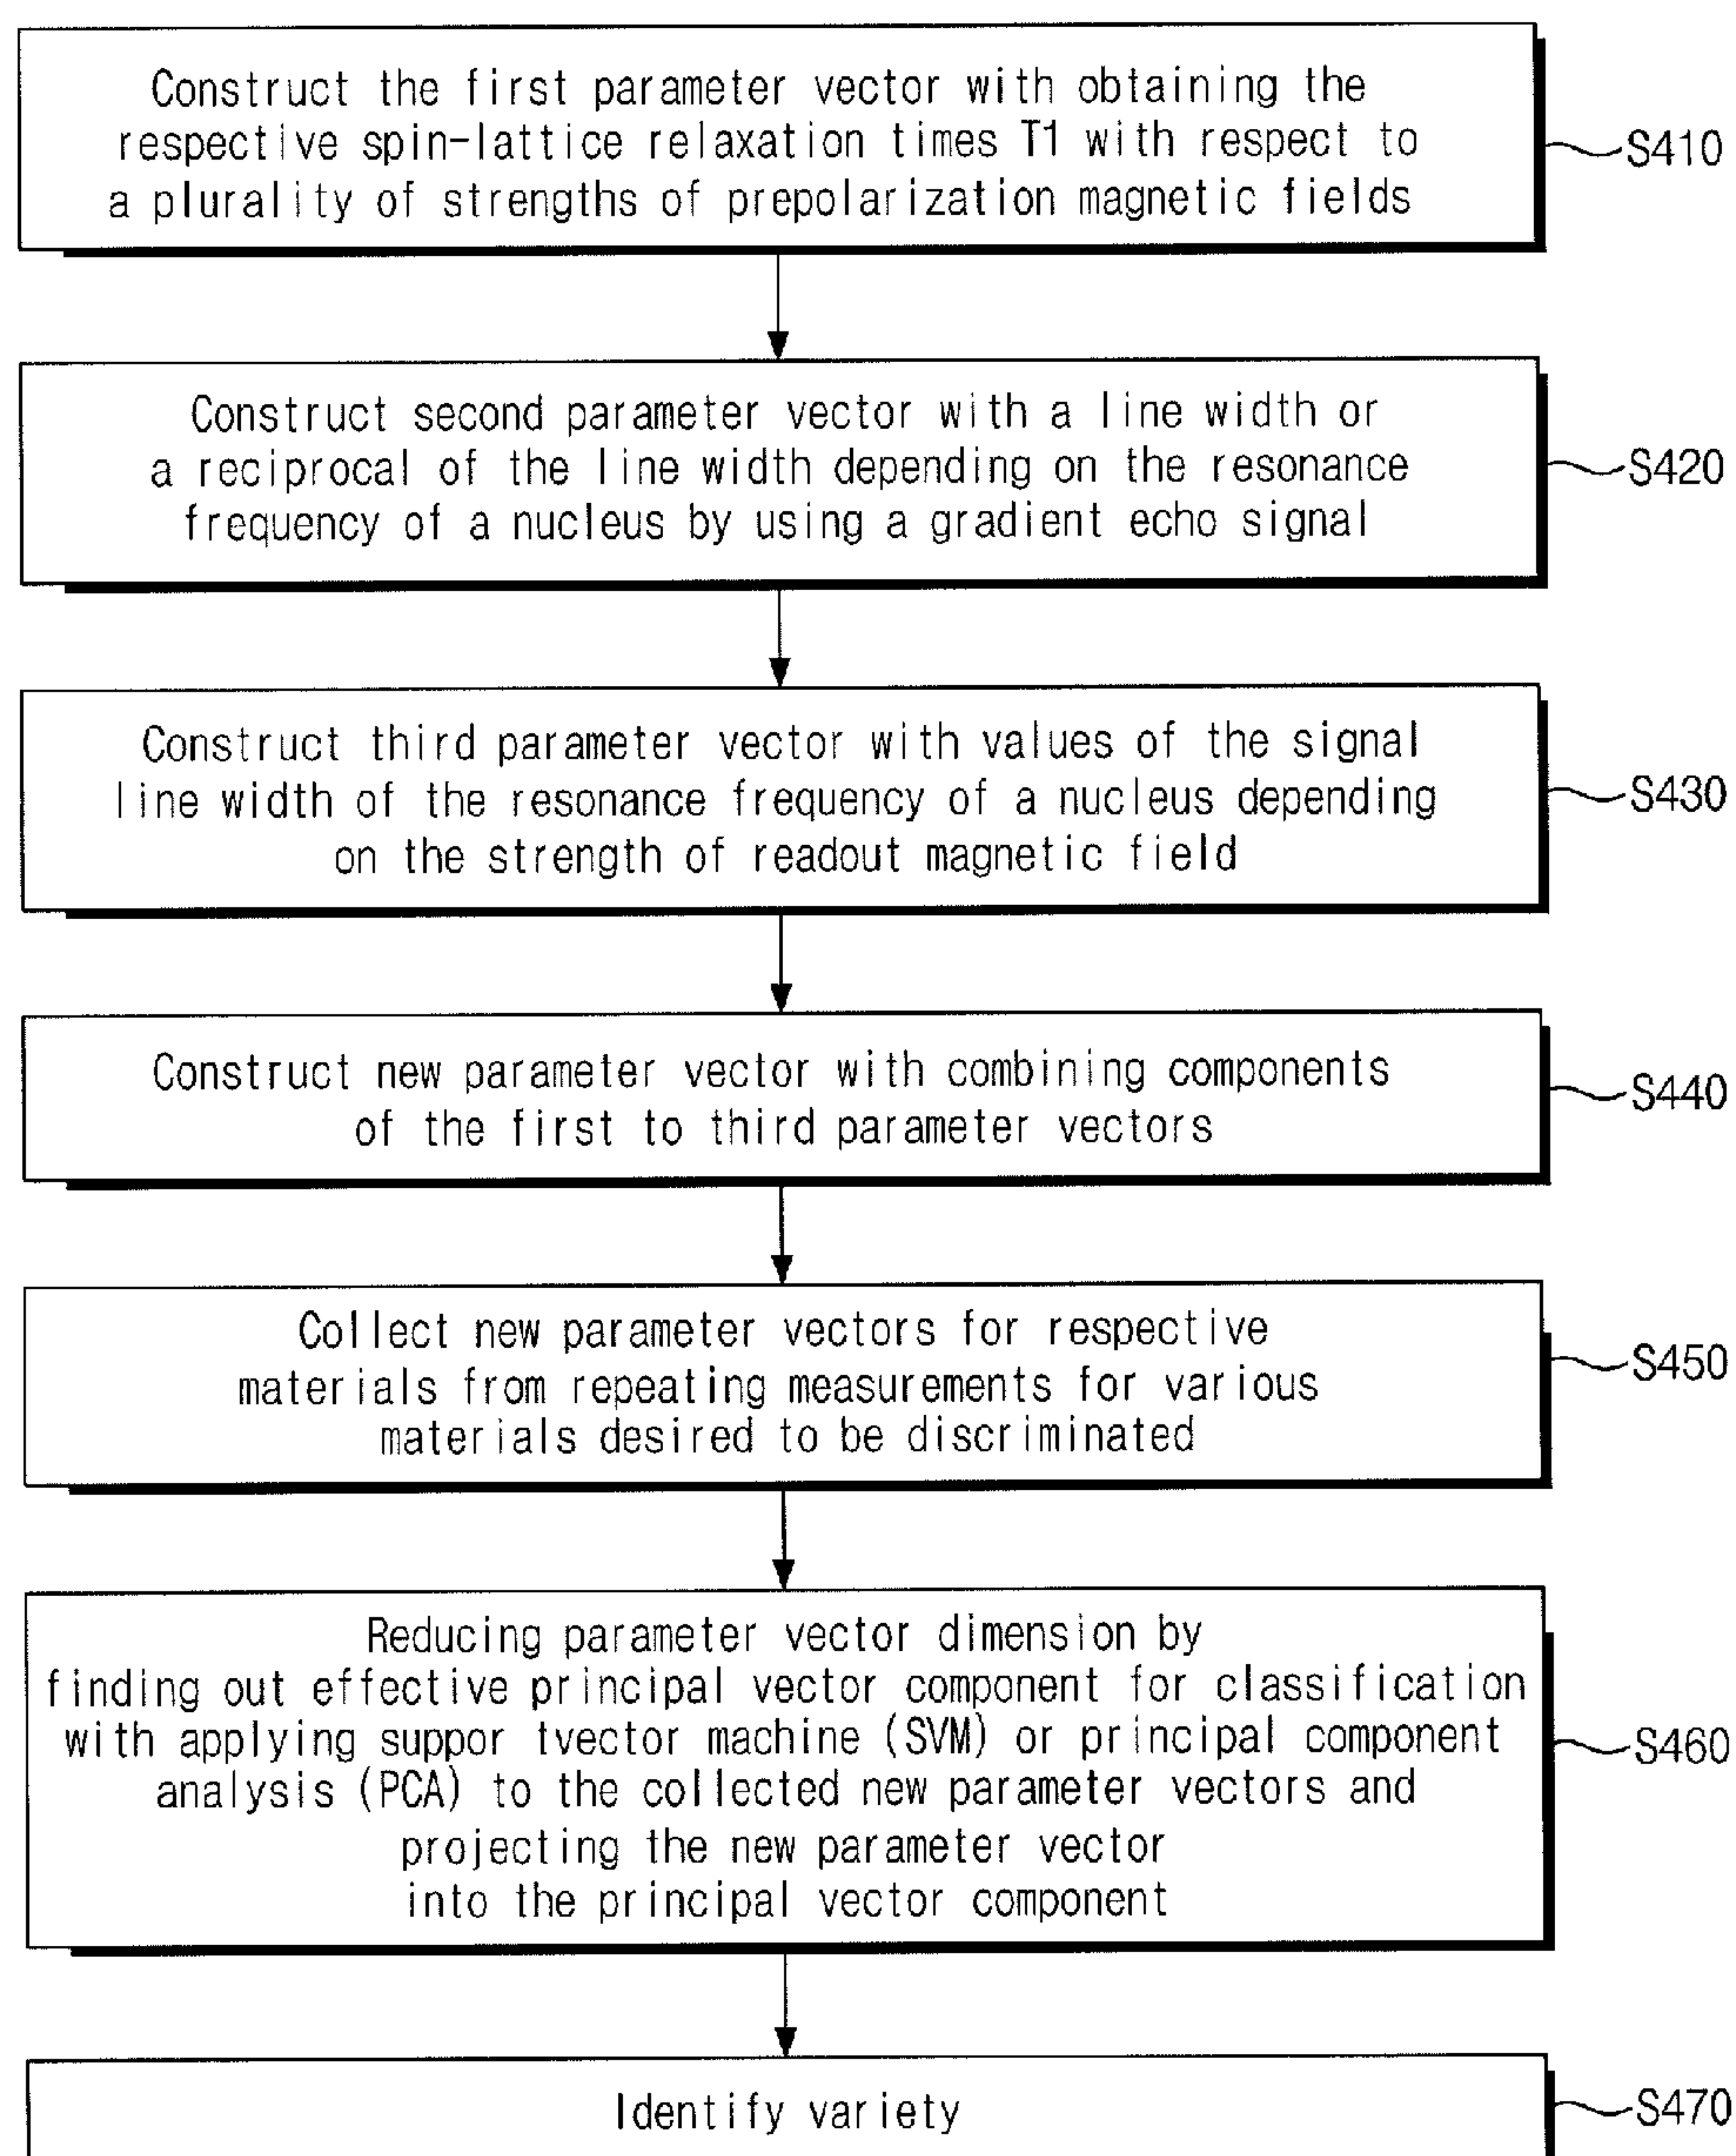 Construct the first parameter vector with obtaining the
respective spin-lattice relaxation times T1 with respect to
a plurality of strengths of prepolarization magnetic fields
S410
Construct second parameter vector with a line width or
a reciprocal of the line width depending on the resonance
frequency of a nucleus by using a gradient echo signal
S420
Construct third parameter vector with values of the signal
line width of the resonance frequency of a nucleus depending
on the strength of readout magnetic field
S430
Construct new parameter vector with combining components
of the first to third parameter vectors
S440
Collect new parameter vectors for respective
materials from repeating measurements for various
materials desired to be discriminated
S450
Reducing parameter vector dimension by
finding out effective principal vector component for classification
with applying suppor tvector machine (SVM) or principal component
analysis (PCA) to the collected new parameter vectors and
projecting the new parameter vector
into the principal vector component
S460
Identify variety
S470